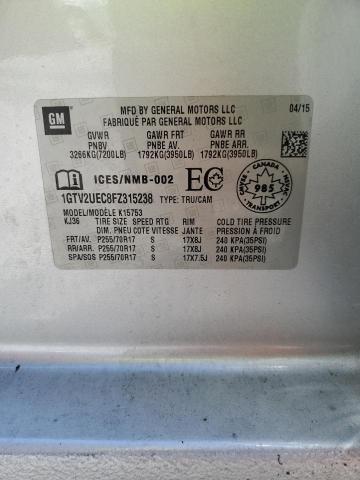 GM
MFD BY GENERAL MOTORS LLC 04/15
FABRIQUÉ PAR GENERAL MOTORS LLC
GVWR GAWR FRT GAWR RR
PNBV PNBE AV. PNBE ARR.
3266KG(7200LB) 1792KG(3950LB) 1792KG(3950LB)
ICES/NMB-002 EC CANADA CANVEH VECAN 985 TRANSPORT
1GTV2UEC8FZ315238 TYPE: TRU/CAM
MODEL/MODÈLE K15753
KJ36 TIRE SIZE SPEED RTG RIM COLD TIRE PRESSURE
DIM. PNEU COTE VITESSE JANTE PRESSION À FROID
FRT/AV. P255/70R17 S 17X8J 240 KPA(35PSI)
RR/ARR. P255/70R17 S 17X8J 240 KPA(35PSI)
SPA/SOS P255/70R17 S 17X7.5J 240 KPA(35PSI)